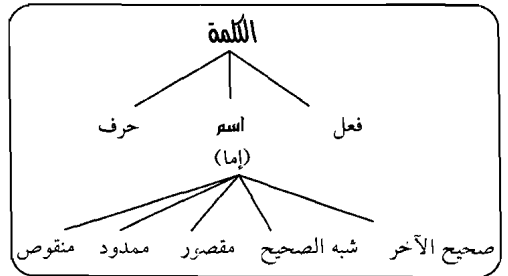 الكلمة
فعل اسم حرف
(إما)
صحيح الآخر شبه الصحيح مقصور ممدود منقوص